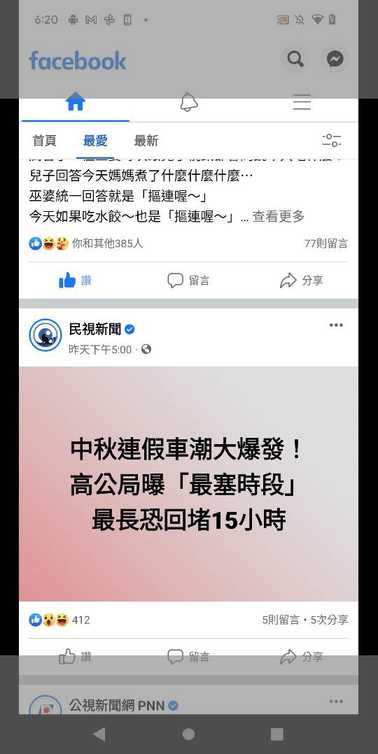 6:20
facebook
首頁 最愛 最新
兒子回答今天媽媽煮了什麼什麼什麼…
巫婆統一回答就是「摳連喔～」
今天如果吃水餃～也是「摳連喔～」... 查看更多
你和其他385人 77則留言
讚 留言 分享
民視新聞
昨天下午5:00 ·
中秋連假車潮大爆發！
高公局曝「最塞時段」
最長恐回堵15小時
412 5則留言・5次分享
讚 留言 分享
公視新聞網 PNN